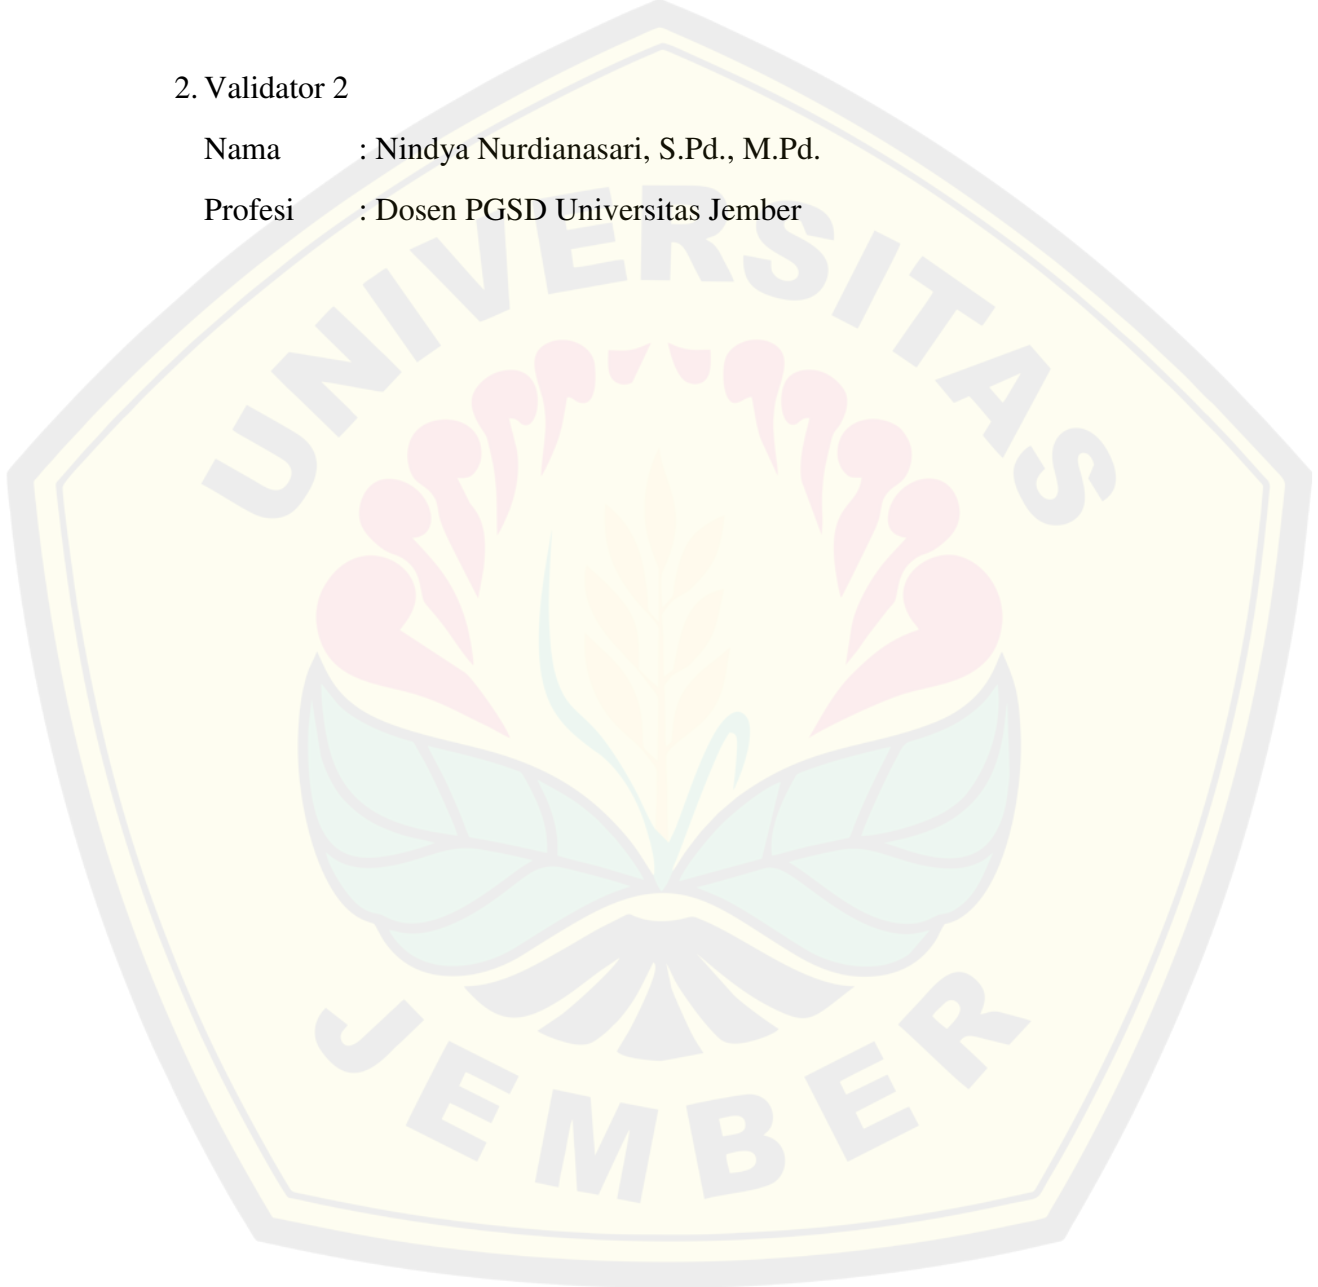 2. Validator 2
Nama : Nindya Nurdianasari, S.Pd., M.Pd.
Profesi : Dosen PGSD Universitas Jember
UNIVERSITAS
JEMBER